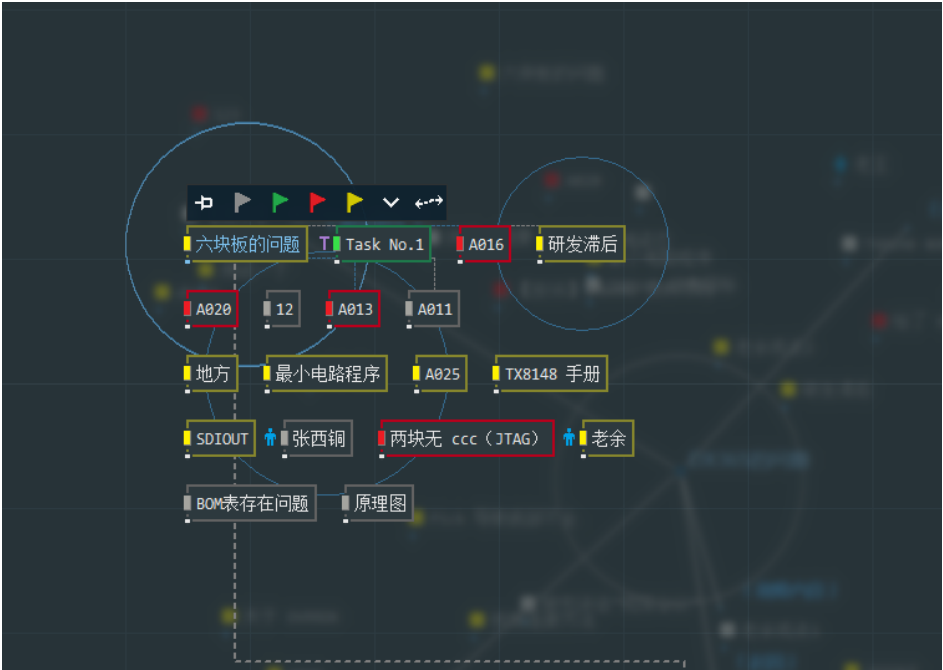 六块板的问题 T Task No.1 A016 研发滞后
A020 12 A013 A011
地方 最小电路程序 A025 TX8148 手册
SDIOUT 张西铜 两块无 ccc（JTAG） 老余
BOM表存在问题 原理图